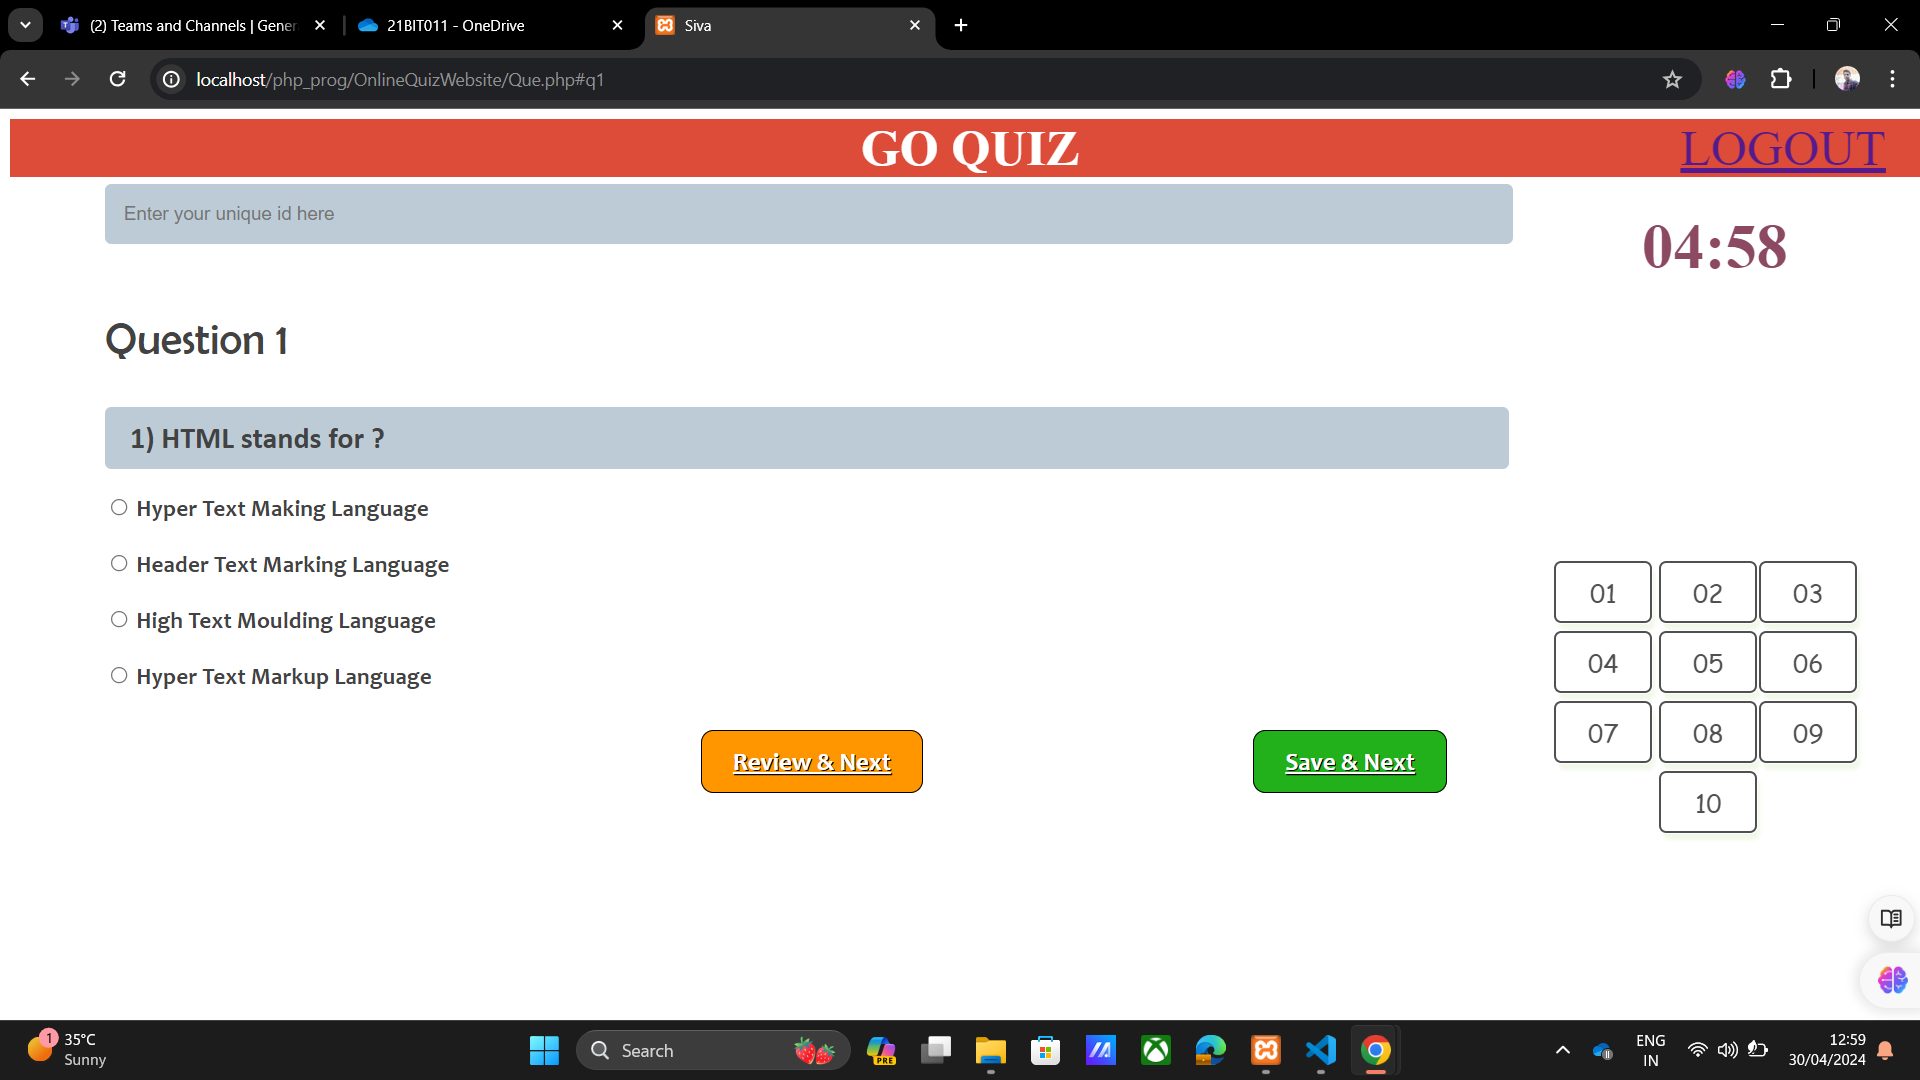 (2) Teams and Channels | Gener
21BIT011 - OneDrive
Siva
localhost/php_prog/OnlineQuizWebsite/Que.php#q1
GO QUIZ
LOGOUT
Enter your unique id here
04:58
Question 1
1) HTML stands for ?
Hyper Text Making Language
Header Text Marking Language
High Text Moulding Language
Hyper Text Markup Language
Review & Next
Save & Next
01 02 03
04 05 06
07 08 09
10
1
35°C
Sunny
Search
PRE
ENG
IN
12:59
30/04/2024